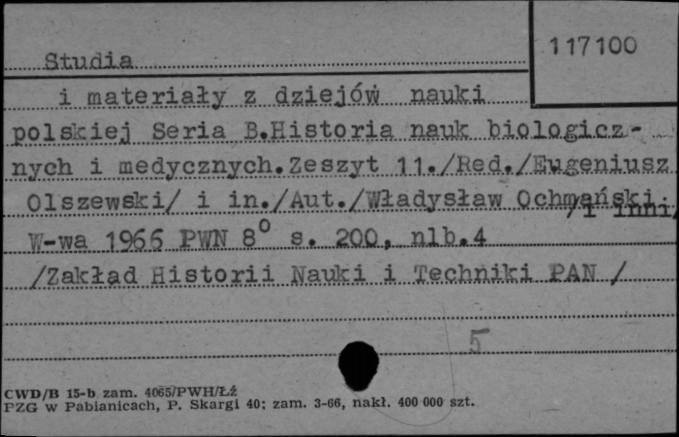 117100
Studia
i materiały z dziejów nauki
polskiej Seria B.Historia nauk biologicz-
nych i medycznych.Zeszyt 11./Red./Eugeniusz
Olszewski/ i in./Aut./Władysław Ochmański
/i inni/
W-wa 1966 PWN 8° s. 200, nlb.4
/Zakład Historii Nauki i Techniki PAN /
5
CWD/B 15-b zam. 4065/PWH/Łź
PZG w Pabianicach, P. Skargi 40; zam. 3-66, nakł. 400 000 szt.